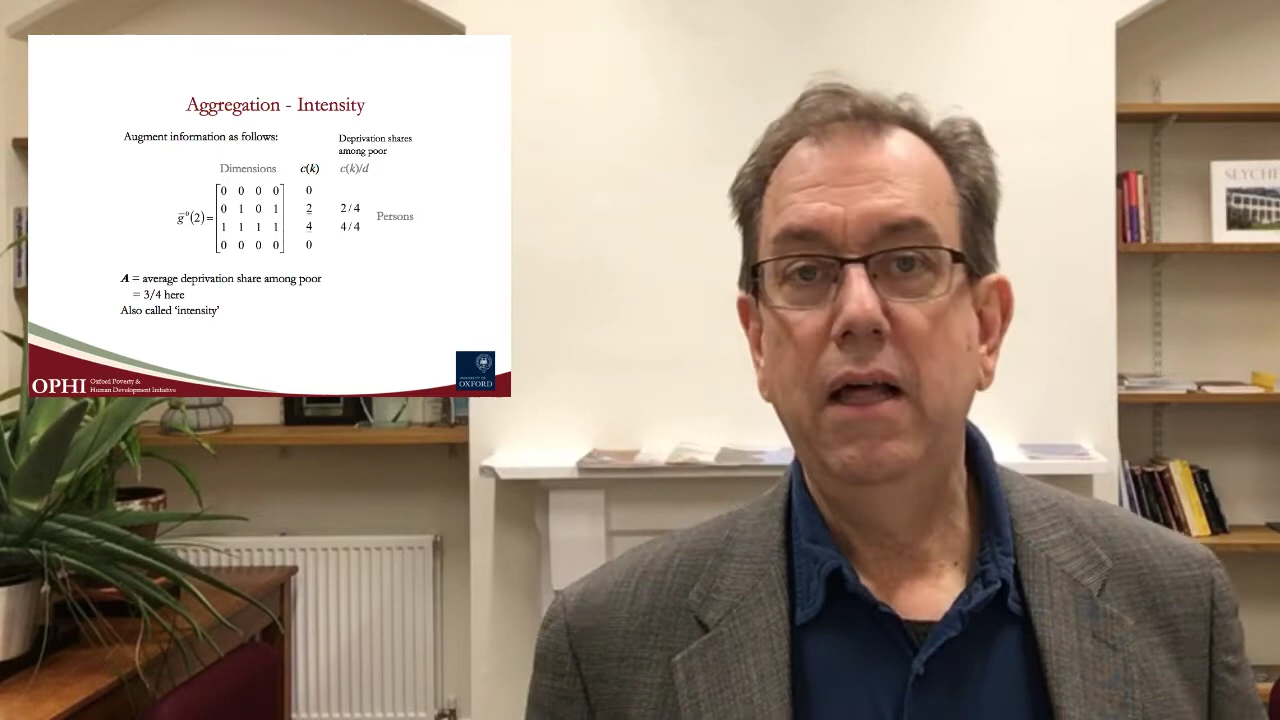 Aggregation - Intensity
Augment information as follows:
Deprivation shares
among poor
Dimensions c(k) c(k)/d
0 0 0 0 0
0 1 0 1 2 2/4
g̅⁰(2)= Persons
1 1 1 1 4 4/4
0 0 0 0 0
A = average deprivation share among poor
= 3/4 here
Also called ‘intensity’
OPHI Oxford Poverty &
Human Development Initiative
OXFORD
SEYCHE